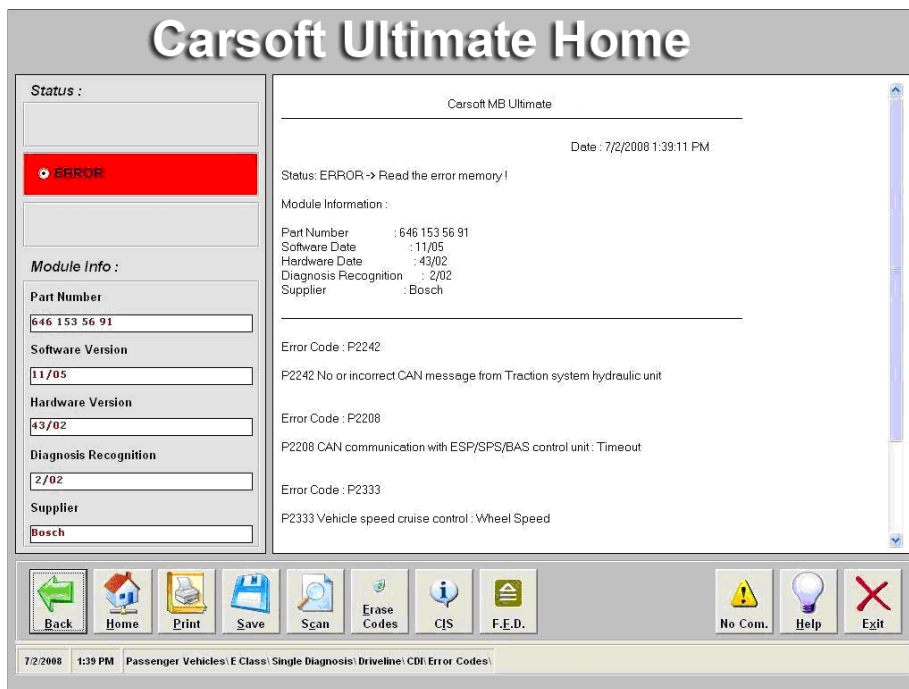 Carsoft Ultimate Home
Status :
ERROR
Module Info :
Part Number
646 153 56 91
Software Version
11/05
Hardware Version
43/02
Diagnosis Recognition
2/02
Supplier
Bosch
Carsoft MB Ultimate
Date : 7/2/2008 1:39:11 PM
Status: ERROR -> Read the error memory !
Module Information :
Part Number : 646 153 56 91
Software Date : 11/05
Hardware Date : 43/02
Diagnosis Recognition : 2/02
Supplier : Bosch
Error Code : P2242
P2242 No or incorrect CAN message from Traction system hydraulic unit
Error Code : P2208
P2208 CAN communication with ESP/SPS/BAS control unit : Timeout
Error Code : P2333
P2333 Vehicle speed cruise control : Wheel Speed
Back Home Print Save Scan Erase Codes CIS F.E.D. No Com. Help Exit
7/2/2008 1:39 PM Passenger Vehicles\E Class\Single Diagnosis\Driveline\CDI\Error Codes\